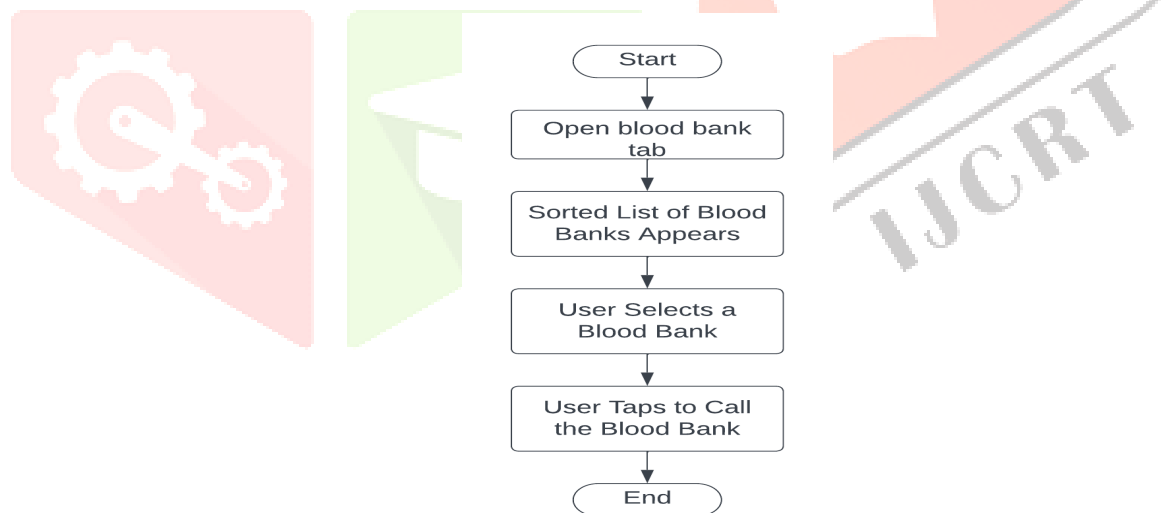 Start
Open blood bank
tab
Sorted List of Blood
Banks Appears
User Selects a
Blood Bank
User Taps to Call
the Blood Bank
End
IJCRT